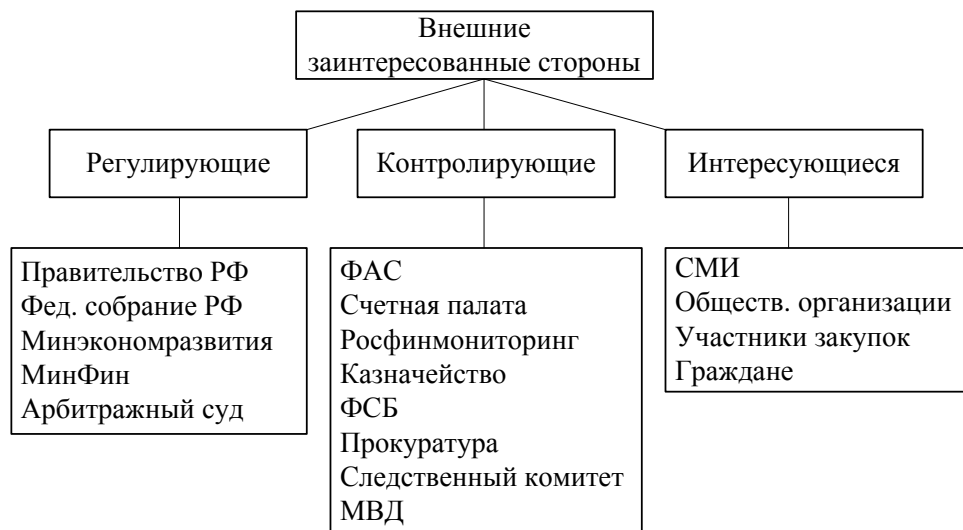 Внешние
заинтересованные стороны
Регулирующие
Контролирующие
Интересующиеся
Правительство РФ
Фед. собрание РФ
Минэкономразвития
МинФин
Арбитражный суд
ФАС
Счетная палата
Росфинмониторинг
Казначейство
ФСБ
Прокуратура
Следственный комитет
МВД
СМИ
Обществ. организации
Участники закупок
Граждане